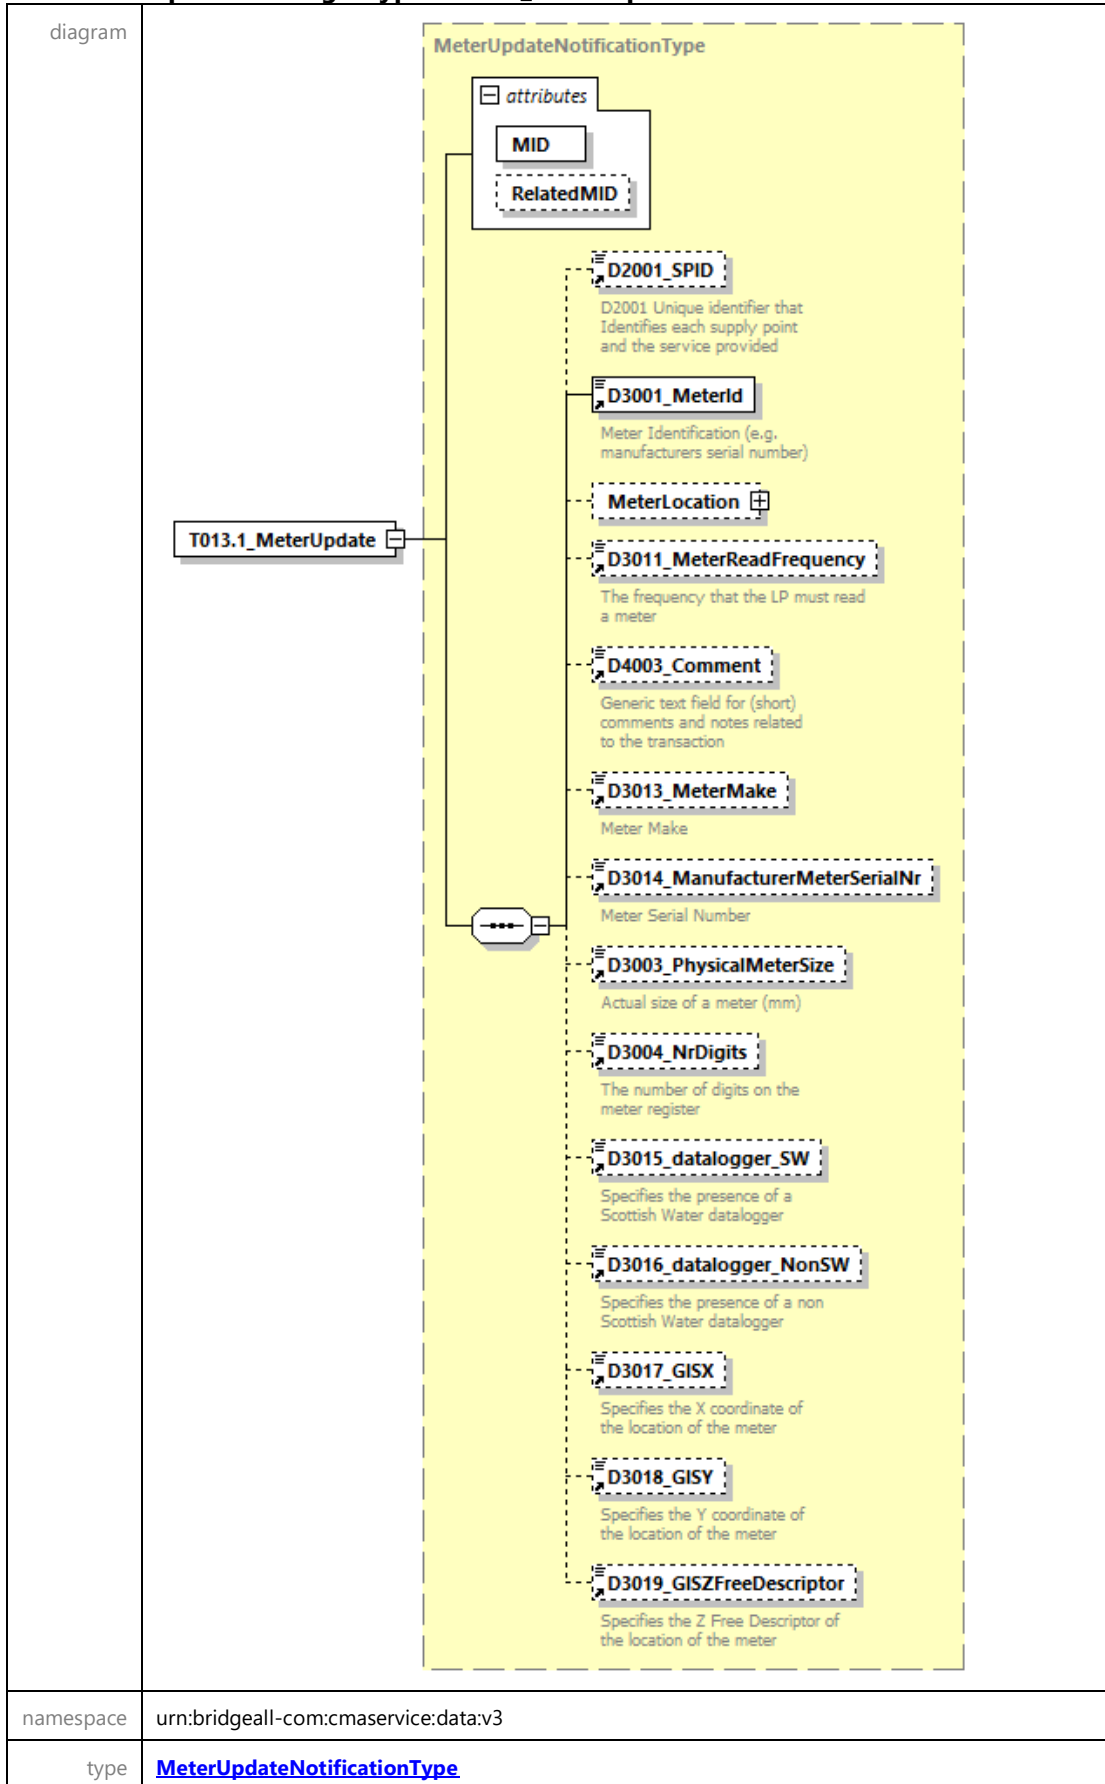 diagram
MeterUpdateNotificationType
attributes
MID
RelatedMID
D2001_SPID
D2001 Unique identifier that
Identifies each supply point
and the service provided
D3001_MeterId
Meter Identification (e.g.
manufacturers serial number)
MeterLocation
T013.1_MeterUpdate
D3011_MeterReadFrequency
The frequency that the LP must read
a meter
D4003_Comment
Generic text field for (short)
comments and notes related
to the transaction
D3013_MeterMake
Meter Make
D3014_ManufacturerMeterSerialNr
Meter Serial Number
D3003_PhysicalMeterSize
Actual size of a meter (mm)
D3004_NrDigits
The number of digits on the
meter register
D3015_datalogger_SW
Specifies the presence of a
Scottish Water datalogger
D3016_datalogger_NonSW
Specifies the presence of a non
Scottish Water datalogger
D3017_GISX
Specifies the X coordinate of
the location of the meter
D3018_GISY
Specifies the Y coordinate of
the location of the meter
D3019_GISZFreeDescriptor
Specifies the Z Free Descriptor of
the location of the meter
namespace urn:bridgeall-com:cmaservice:data:v3
type MeterUpdateNotificationType